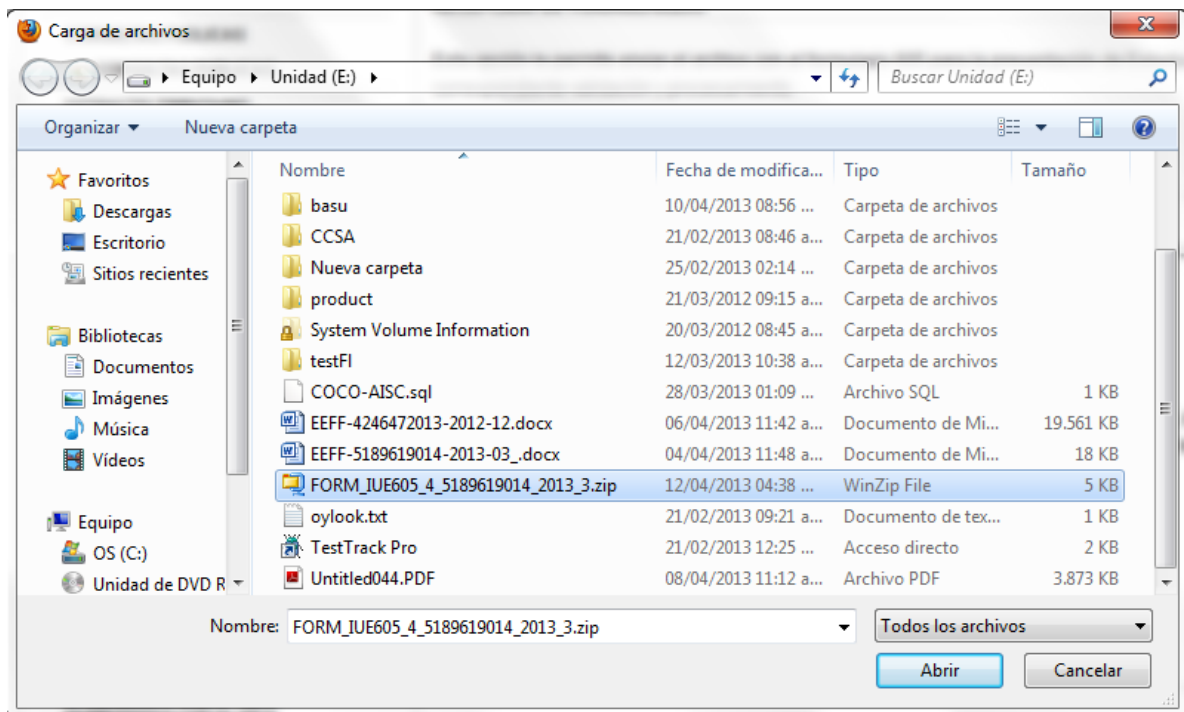 Carga de archivos
Equipo Unidad (E:) Buscar Unidad (E:)
Organizar Nueva carpeta
Nombre Fecha de modifica... Tipo Tamaño
Favoritos
Descargas
Escritorio
Sitios recientes
Bibliotecas
Documentos
Imágenes
Música
Vídeos
Equipo
OS (C:)
Unidad de DVD R
basu 10/04/2013 08:56 ... Carpeta de archivos
CCSA 21/02/2013 08:46 a... Carpeta de archivos
Nueva carpeta 25/02/2013 02:14 ... Carpeta de archivos
product 21/03/2012 09:15 a... Carpeta de archivos
System Volume Information 20/03/2012 08:45 a... Carpeta de archivos
testFI 12/03/2013 10:38 a... Carpeta de archivos
COCO-AISC.sql 28/03/2013 01:09 ... Archivo SQL 1 KB
EEFF-4246472013-2012-12.docx 06/04/2013 11:42 a... Documento de Mi... 19.561 KB
EEFF-5189619014-2013-03_.docx 04/04/2013 11:48 a... Documento de Mi... 18 KB
FORM_IUE605_4_5189619014_2013_3.zip 12/04/2013 04:38 ... WinZip File 5 KB
oylook.txt 21/02/2013 09:21 a... Documento de tex... 1 KB
TestTrack Pro 21/02/2013 12:25 ... Acceso directo 2 KB
Untitled044.PDF 08/04/2013 11:12 a... Archivo PDF 3.873 KB
Nombre: FORM_IUE605_4_5189619014_2013_3.zip Todos los archivos
Abrir Cancelar